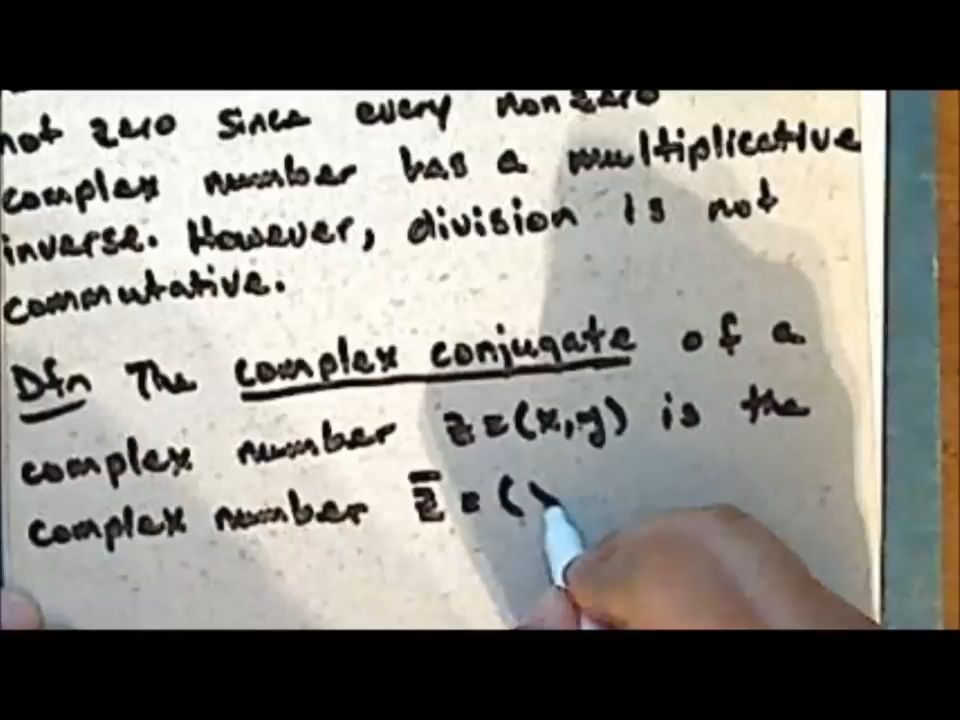 not zero since every nonzero
complex number has a multiplicative
inverse. However, division is not
commutative.
Dfn The complex conjugate of a
complex number z=(x,y) is the
complex number z̅ = (